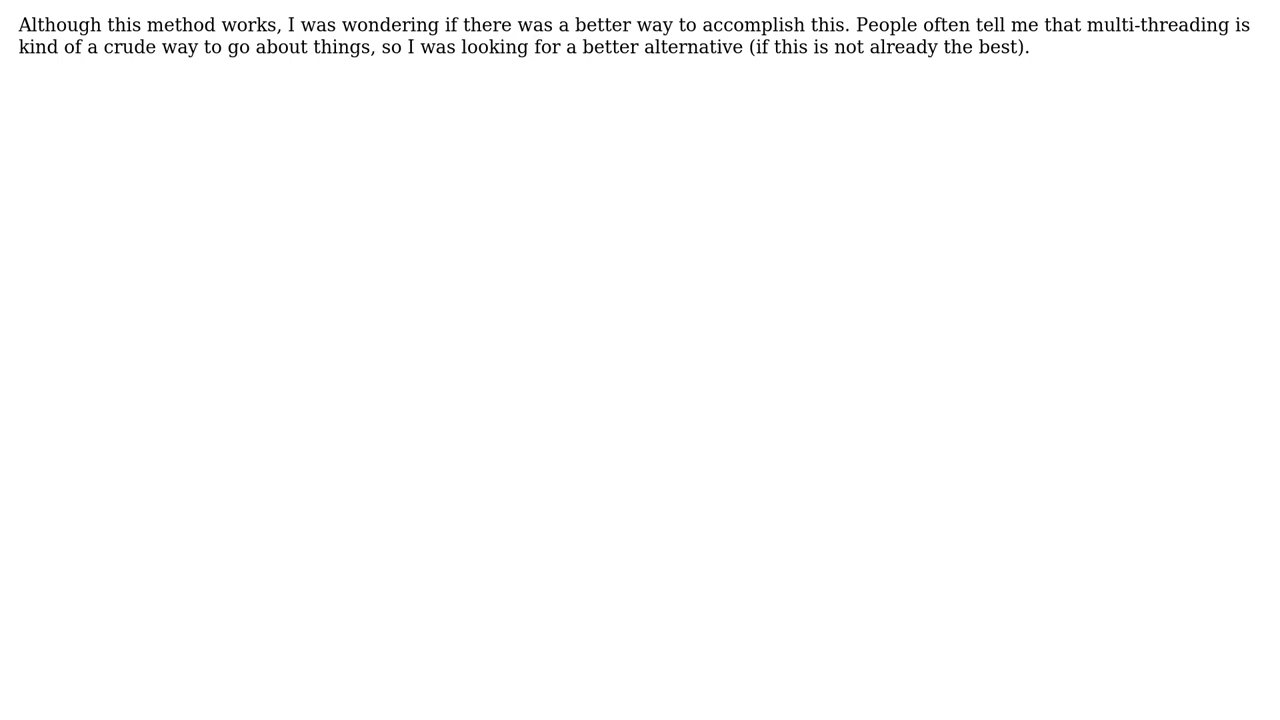 Although this method works, I was wondering if there was a better way to accomplish this. People often tell me that multi-threading is
kind of a crude way to go about things, so I was looking for a better alternative (if this is not already the best).